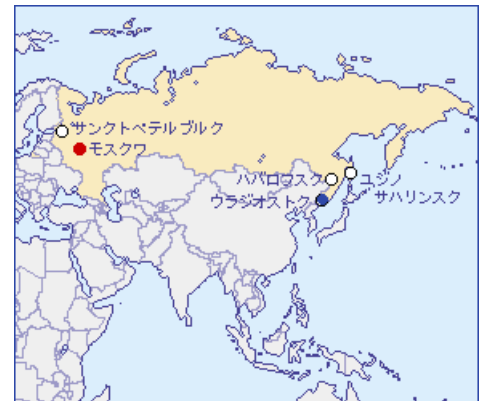 サンクトペテルブルク
モスクワ
ハバロフスク
ユジノ
サハリンスク
ウラジオストク